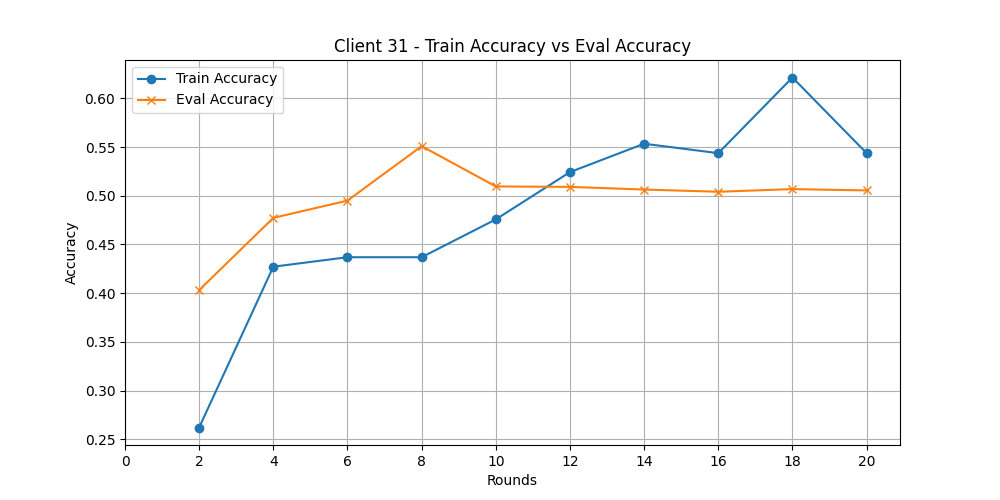 Client 31 - Train Accuracy vs Eval Accuracy
Train Accuracy
Eval Accuracy
0.60
0.55
0.50
0.45
0.40
0.35
0.30
0.25
Accuracy
0 2 4 6 8 10 12 14 16 18 20
Rounds